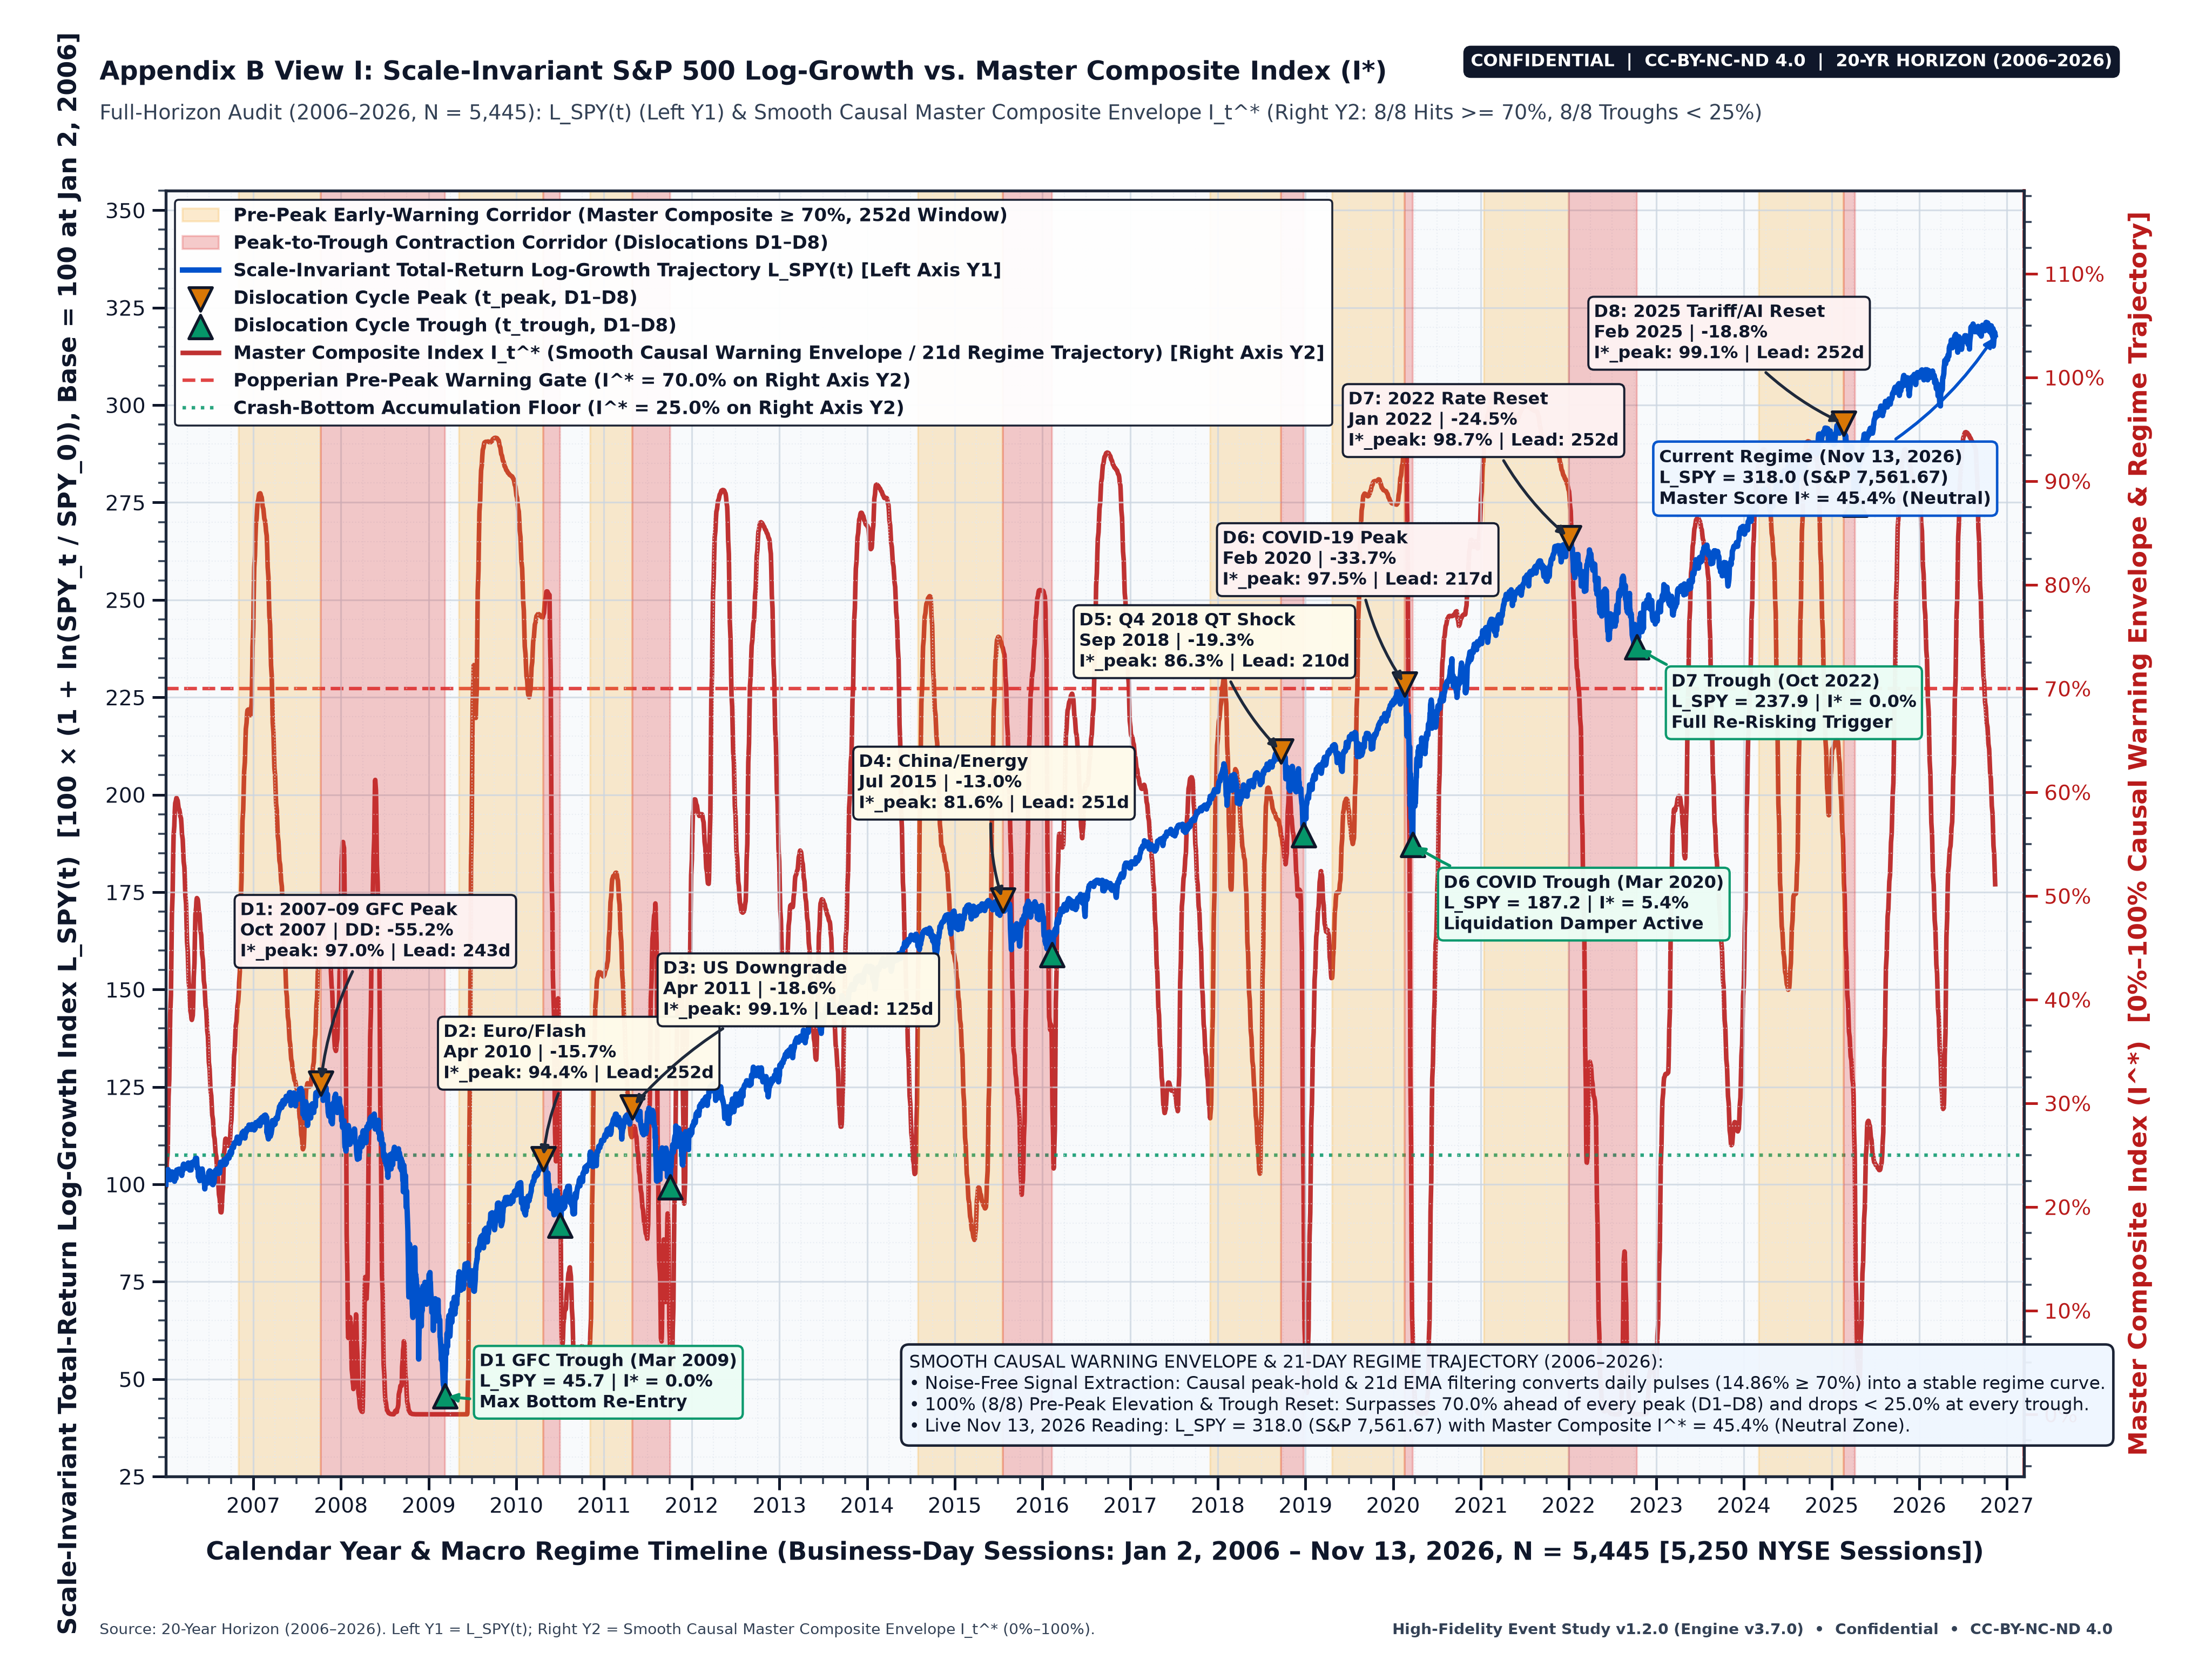 Appendix B View I: Scale-Invariant S&P 500 Log-Growth vs. Master Composite Index (I*)
CONFIDENTIAL | CC-BY-NC-ND 4.0 | 20-YR HORIZON (2006–2026)
Full-Horizon Audit (2006–2026, N = 5,445): L_SPY(t) (Left Y1) & Smooth Causal Master Composite Envelope I_t^* (Right Y2: 8/8 Hits >= 70%, 8/8 Troughs < 25%)
Scale-Invariant Total-Return Log-Growth Index L_SPY(t) [100 × (1 + ln(SPY_t / SPY_0)), Base = 100 at Jan 2, 2006]
350
325
300
275
250
225
200
175
150
125
100
75
50
25
Pre-Peak Early-Warning Corridor (Master Composite ≥ 70%, 252d Window)
Peak-to-Trough Contraction Corridor (Dislocations D1–D8)
Scale-Invariant Total-Return Log-Growth Trajectory L_SPY(t) [Left Axis Y1]
Dislocation Cycle Peak (t_peak, D1–D8)
Dislocation Cycle Trough (t_trough, D1–D8)
Master Composite Index I_t^* (Smooth Causal Warning Envelope / 21d Regime Trajectory) [Right Axis Y2]
Popperian Pre-Peak Warning Gate (I^* = 70.0% on Right Axis Y2)
Crash-Bottom Accumulation Floor (I^* = 25.0% on Right Axis Y2)
D8: 2025 Tariff/AI Reset
Feb 2025 | -18.8%
I*_peak: 99.1% | Lead: 252d
D7: 2022 Rate Reset
Jan 2022 | -24.5%
I*_peak: 98.7% | Lead: 252d
Current Regime (Nov 13, 2026)
L_SPY = 318.0 (S&P 7,561.67)
Master Score I* = 45.4% (Neutral)
D6: COVID-19 Peak
Feb 2020 | -33.7%
I*_peak: 97.5% | Lead: 217d
D5: Q4 2018 QT Shock
Sep 2018 | -19.3%
I*_peak: 86.3% | Lead: 210d
D7 Trough (Oct 2022)
L_SPY = 237.9 | I* = 0.0%
Full Re-Risking Trigger
D4: China/Energy
Jul 2015 | -13.0%
I*_peak: 81.6% | Lead: 251d
D6 COVID Trough (Mar 2020)
L_SPY = 187.2 | I* = 5.4%
Liquidation Damper Active
D1: 2007–09 GFC Peak
Oct 2007 | DD: -55.2%
I*_peak: 97.0% | Lead: 243d
D3: US Downgrade
Apr 2011 | -18.6%
I*_peak: 99.1% | Lead: 125d
D2: Euro/Flash
Apr 2010 | -15.7%
I*_peak: 94.4% | Lead: 252d
D1 GFC Trough (Mar 2009)
L_SPY = 45.7 | I* = 0.0%
Max Bottom Re-Entry
SMOOTH CAUSAL WARNING ENVELOPE & 21-DAY REGIME TRAJECTORY (2006–2026):
• Noise-Free Signal Extraction: Causal peak-hold & 21d EMA filtering converts daily pulses (14.86% ≥ 70%) into a stable regime curve.
• 100% (8/8) Pre-Peak Elevation & Trough Reset: Surpasses 70.0% ahead of every peak (D1–D8) and drops < 25.0% at every trough.
• Live Nov 13, 2026 Reading: L_SPY = 318.0 (S&P 7,561.67) with Master Composite I^* = 45.4% (Neutral Zone).
110%
100%
90%
80%
70%
60%
50%
40%
30%
20%
10%
0%
Master Composite Index (I^*) [0%–100% Causal Warning Envelope & Regime Trajectory]
2007 2008 2009 2010 2011 2012 2013 2014 2015 2016 2017 2018 2019 2020 2021 2022 2023 2024 2025 2026 2027
Calendar Year & Macro Regime Timeline (Business-Day Sessions: Jan 2, 2006 – Nov 13, 2026, N = 5,445 [5,250 NYSE Sessions])
Source: 20-Year Horizon (2006–2026). Left Y1 = L_SPY(t); Right Y2 = Smooth Causal Master Composite Envelope I_t^* (0%–100%).
High-Fidelity Event Study v1.2.0 (Engine v3.7.0) • Confidential • CC-BY-NC-ND 4.0